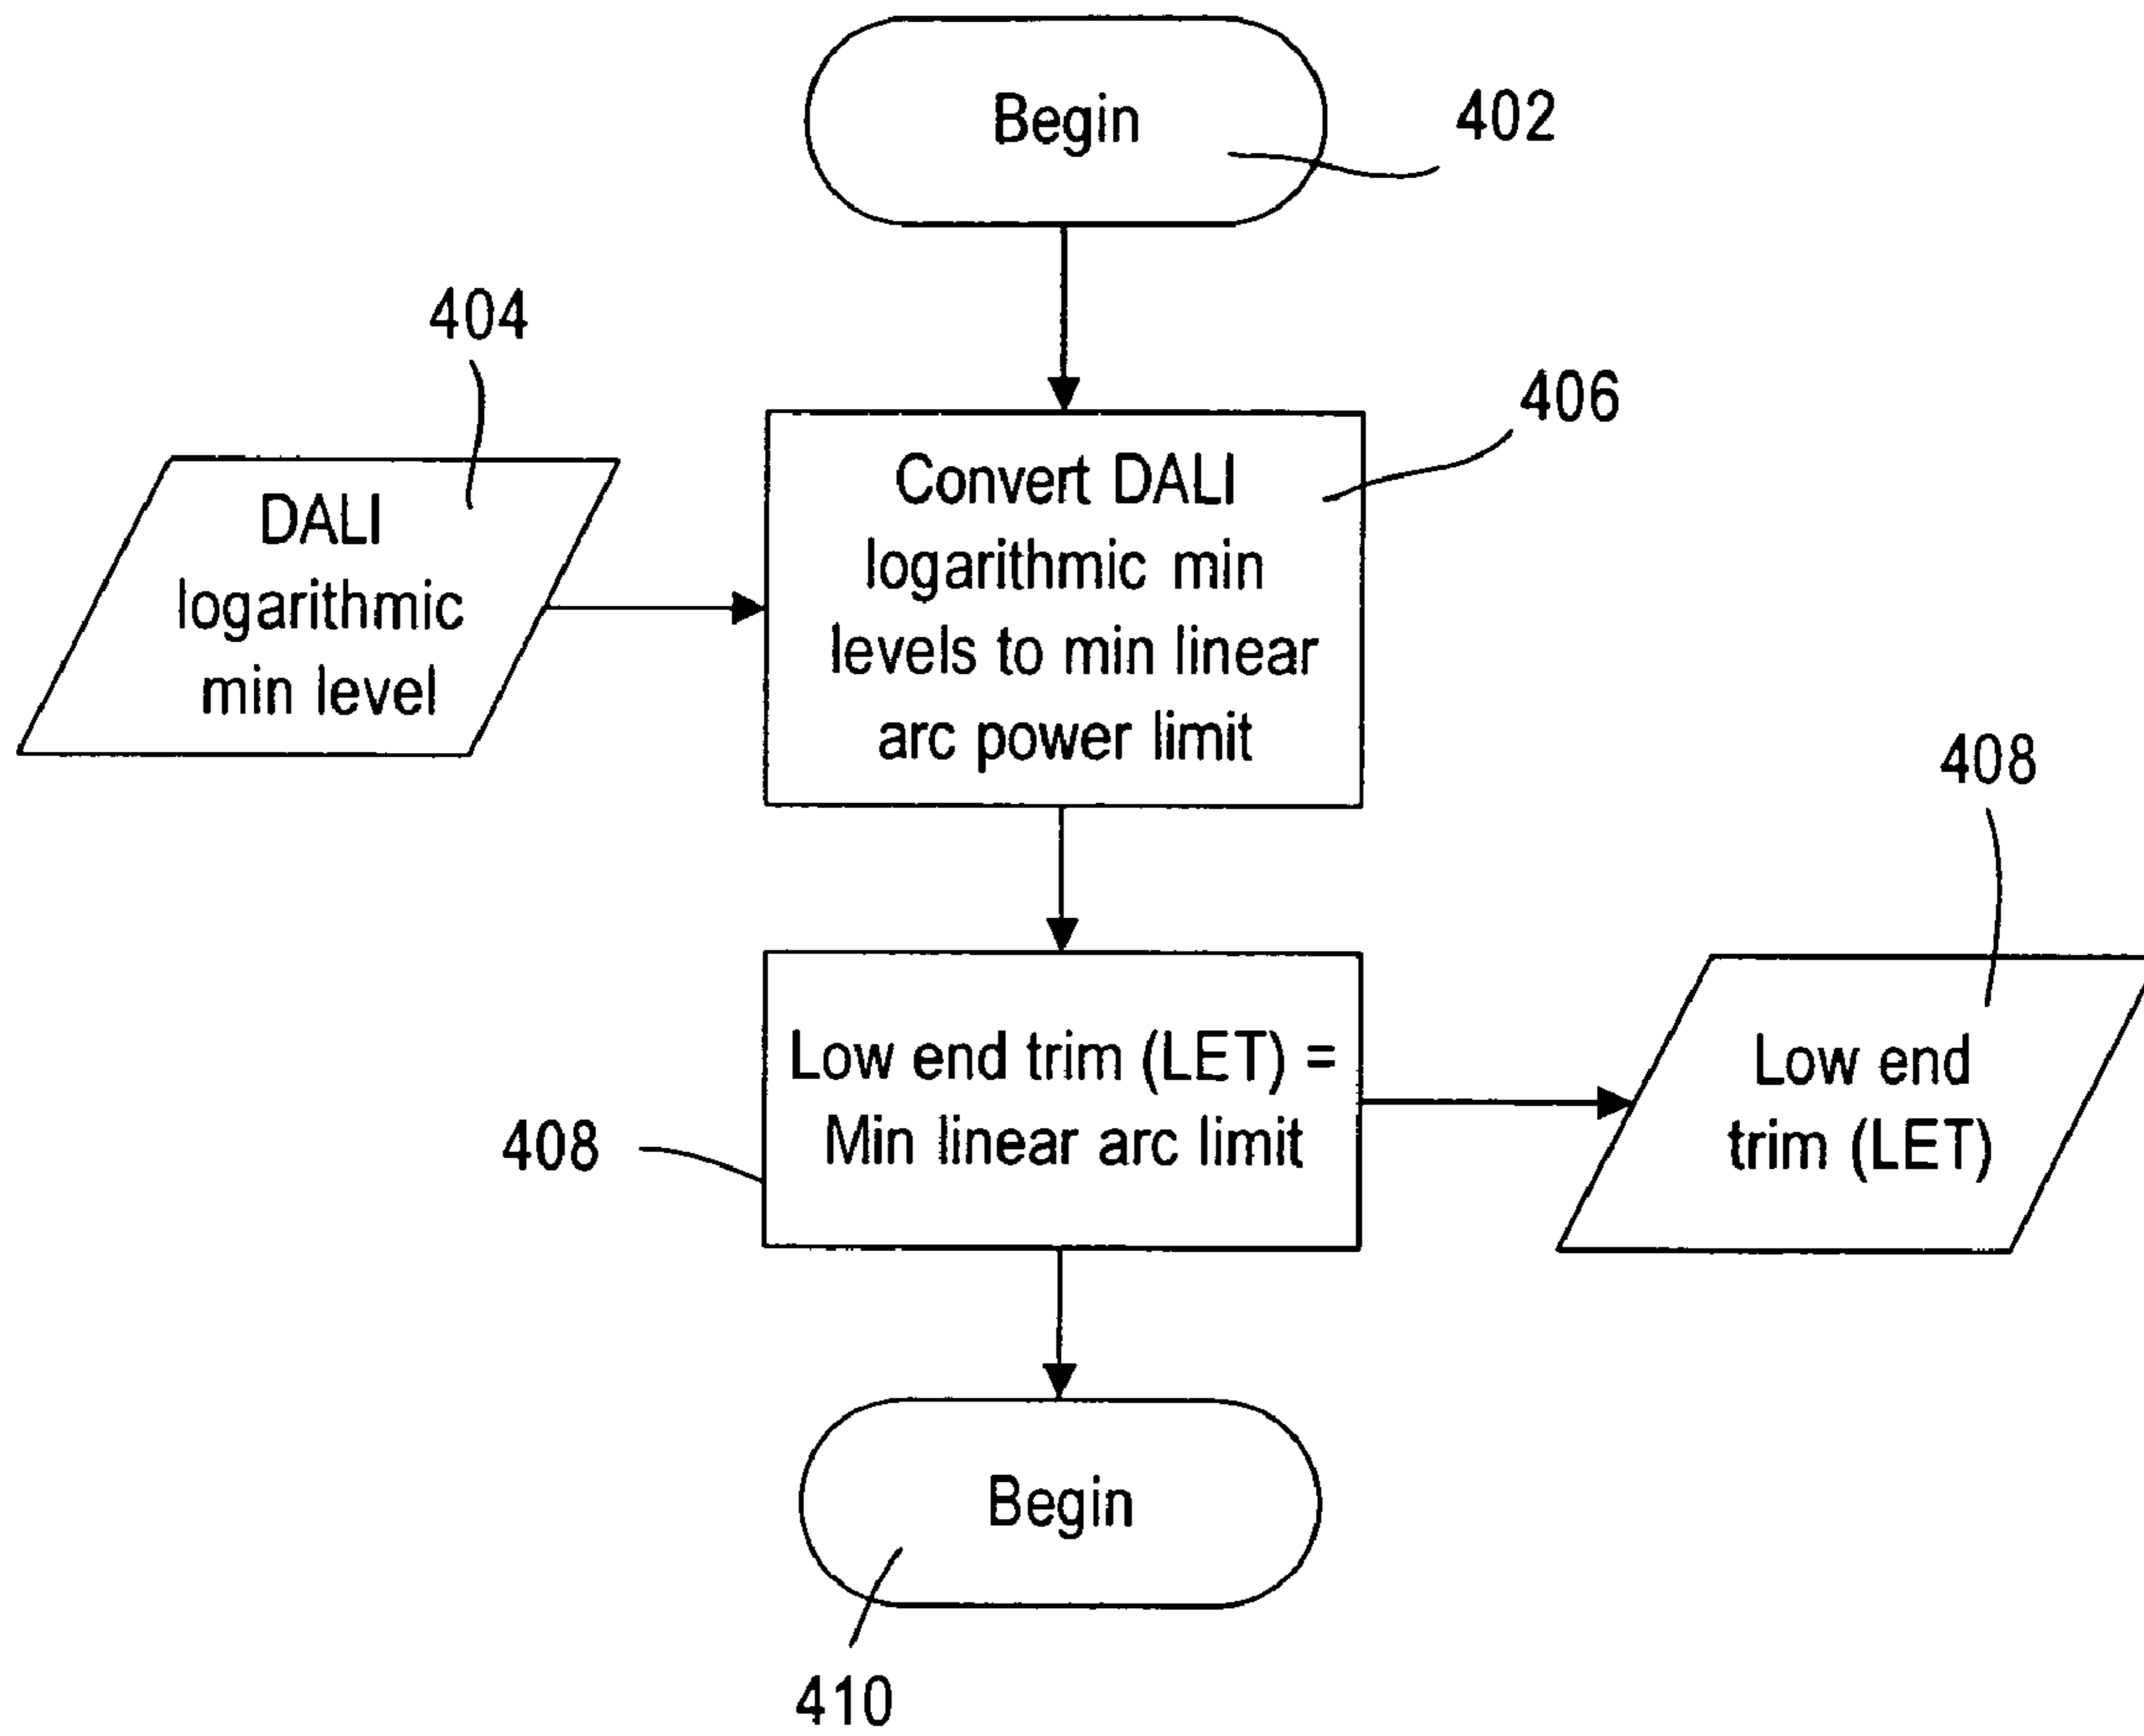 Begin
402
404
DALI
logarithmic
min level
406
Convert DALI
logarithmic min
levels to min linear
arc power limit
408
Low end trim (LET) =
Min linear arc limit
408
Low end
trim (LET)
Begin
410